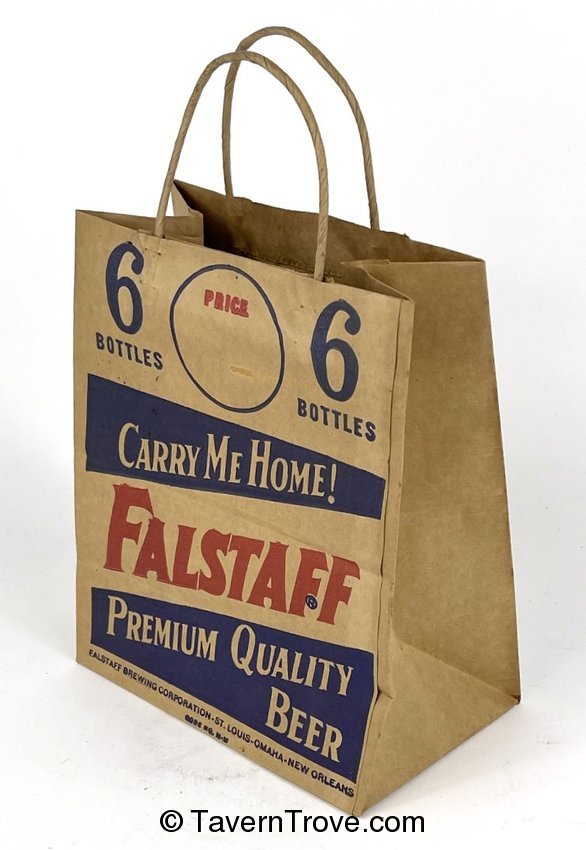 6 PRICE 6
BOTTLES BOTTLES
CARRY ME HOME!
FALSTAFF ®
PREMIUM QUALITY
BEER
FALSTAFF BREWING CORPORATION-ST. LOUIS-OMAHA-NEW ORLEANS
© TavernTrove.com